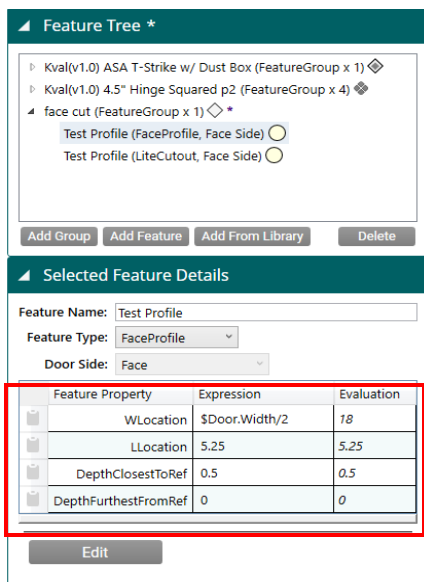 Feature Tree *
Kval(v1.0) ASA T-Strike w/ Dust Box (FeatureGroup x 1)
Kval(v1.0) 4.5" Hinge Squared p2 (FeatureGroup x 4)
face cut (FeatureGroup x 1) *
Test Profile (FaceProfile, Face Side)
Test Profile (LiteCutout, Face Side)
Add Group Add Feature Add From Library Delete
Selected Feature Details
Feature Name: Test Profile
Feature Type: FaceProfile
Door Side: Face
Feature Property Expression Evaluation
WLocation $Door.Width/2 18
LLocation 5.25 5.25
DepthClosestToRef 0.5 0.5
DepthFurthestFromRef 0 0
Edit